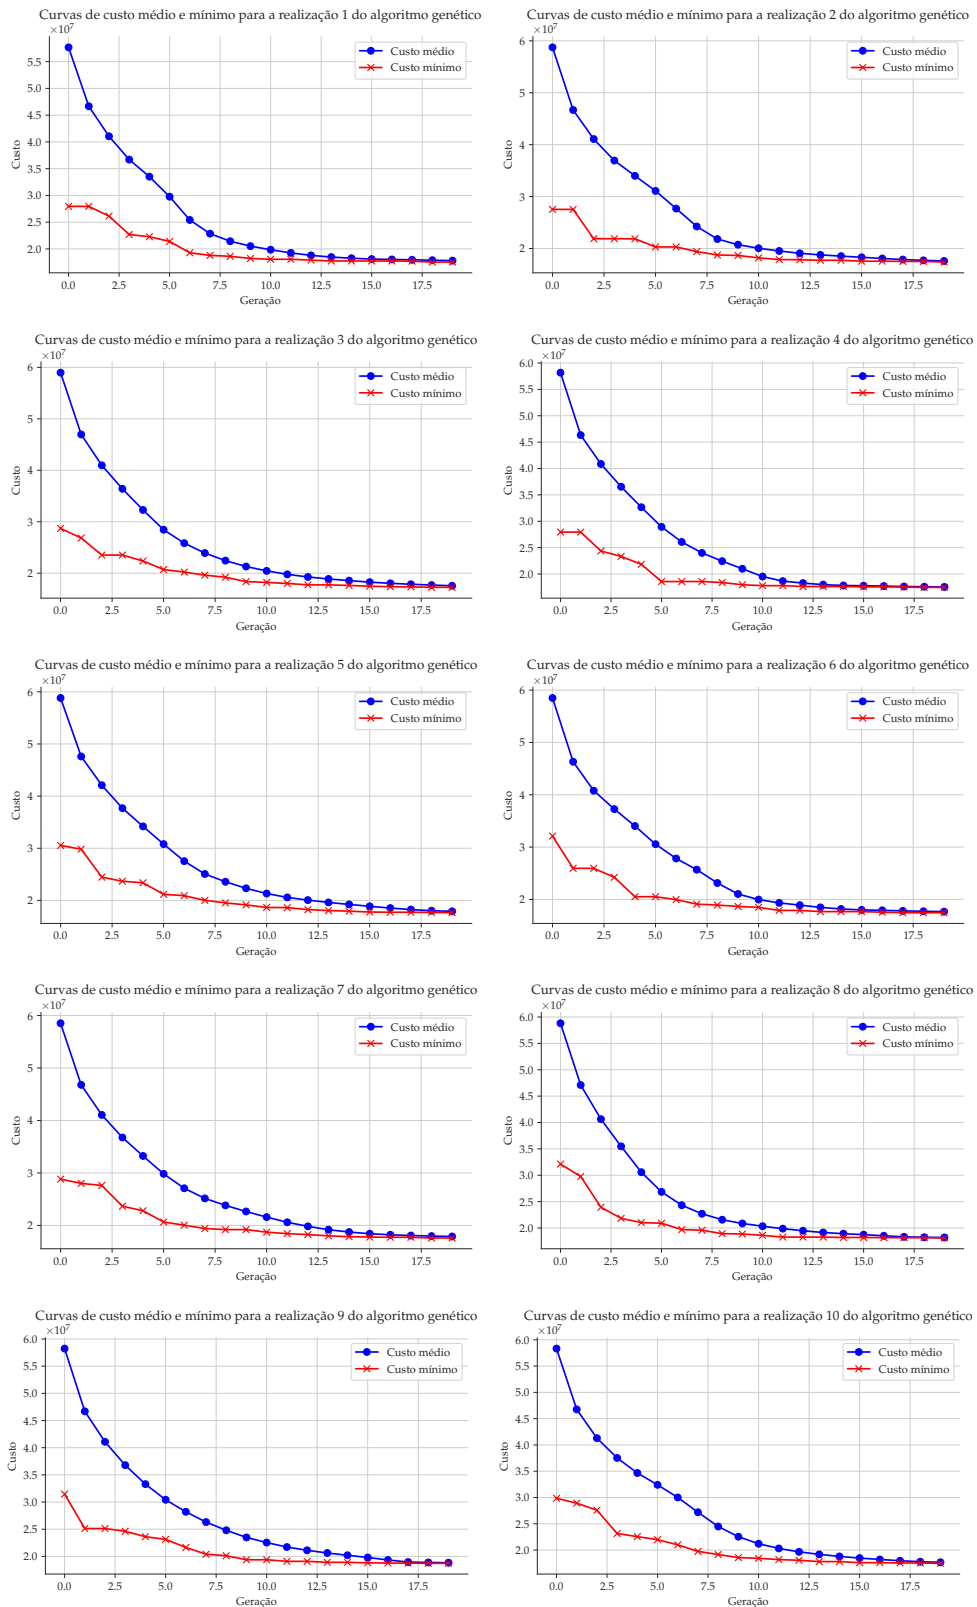 Curvas de custo médio e mínimo para a realização 1 do algoritmo genético
×10⁷
Custo médio
Custo mínimo
5.5
5.0
4.5
4.0
3.5
3.0
2.5
2.0
Custo
0.0 2.5 5.0 7.5 10.0 12.5 15.0 17.5
Geração
Curvas de custo médio e mínimo para a realização 2 do algoritmo genético
×10⁷
Custo médio
Custo mínimo
6
5
4
3
2
Custo
0.0 2.5 5.0 7.5 10.0 12.5 15.0 17.5
Geração
Curvas de custo médio e mínimo para a realização 3 do algoritmo genético
×10⁷
Custo médio
Custo mínimo
6
5
4
3
2
Custo
0.0 2.5 5.0 7.5 10.0 12.5 15.0 17.5
Geração
Curvas de custo médio e mínimo para a realização 4 do algoritmo genético
×10⁷
Custo médio
Custo mínimo
6.0
5.5
5.0
4.5
4.0
3.5
3.0
2.5
2.0
Custo
0.0 2.5 5.0 7.5 10.0 12.5 15.0 17.5
Geração
Curvas de custo médio e mínimo para a realização 5 do algoritmo genético
×10⁷
Custo médio
Custo mínimo
6
5
4
3
2
Custo
0.0 2.5 5.0 7.5 10.0 12.5 15.0 17.5
Geração
Curvas de custo médio e mínimo para a realização 6 do algoritmo genético
×10⁷
Custo médio
Custo mínimo
6
5
4
3
2
Custo
0.0 2.5 5.0 7.5 10.0 12.5 15.0 17.5
Geração
Curvas de custo médio e mínimo para a realização 7 do algoritmo genético
×10⁷
Custo médio
Custo mínimo
6
5
4
3
2
Custo
0.0 2.5 5.0 7.5 10.0 12.5 15.0 17.5
Geração
Curvas de custo médio e mínimo para a realização 8 do algoritmo genético
×10⁷
Custo médio
Custo mínimo
6.0
5.5
5.0
4.5
4.0
3.5
3.0
2.5
2.0
Custo
0.0 2.5 5.0 7.5 10.0 12.5 15.0 17.5
Geração
Curvas de custo médio e mínimo para a realização 9 do algoritmo genético
×10⁷
Custo médio
Custo mínimo
6.0
5.5
5.0
4.5
4.0
3.5
3.0
2.5
2.0
Custo
0.0 2.5 5.0 7.5 10.0 12.5 15.0 17.5
Geração
Curvas de custo médio e mínimo para a realização 10 do algoritmo genético
×10⁷
Custo médio
Custo mínimo
6.0
5.5
5.0
4.5
4.0
3.5
3.0
2.5
2.0
Custo
0.0 2.5 5.0 7.5 10.0 12.5 15.0 17.5
Geração